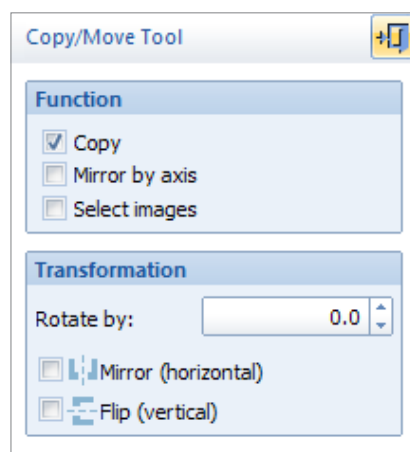 Copy/Move Tool
Function
Copy
Mirror by axis
Select images
Transformation
Rotate by: 0.0
Mirror (horizontal)
Flip (vertical)